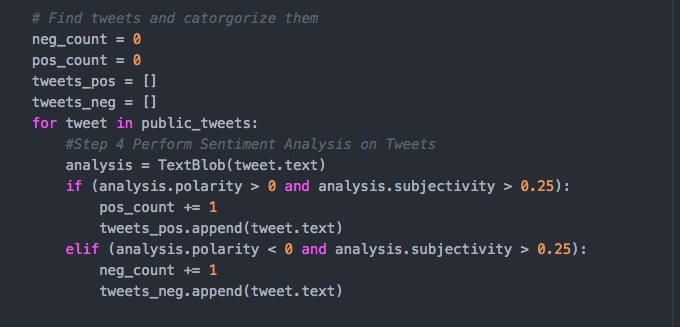 # Find tweets and catorgorize them
neg_count = 0
pos_count = 0
tweets_pos = []
tweets_neg = []
for tweet in public_tweets:
    #Step 4 Perform Sentiment Analysis on Tweets
    analysis = TextBlob(tweet.text)
    if (analysis.polarity > 0 and analysis.subjectivity > 0.25):
        pos_count += 1
        tweets_pos.append(tweet.text)
    elif (analysis.polarity < 0 and analysis.subjectivity > 0.25):
        neg_count += 1
        tweets_neg.append(tweet.text)